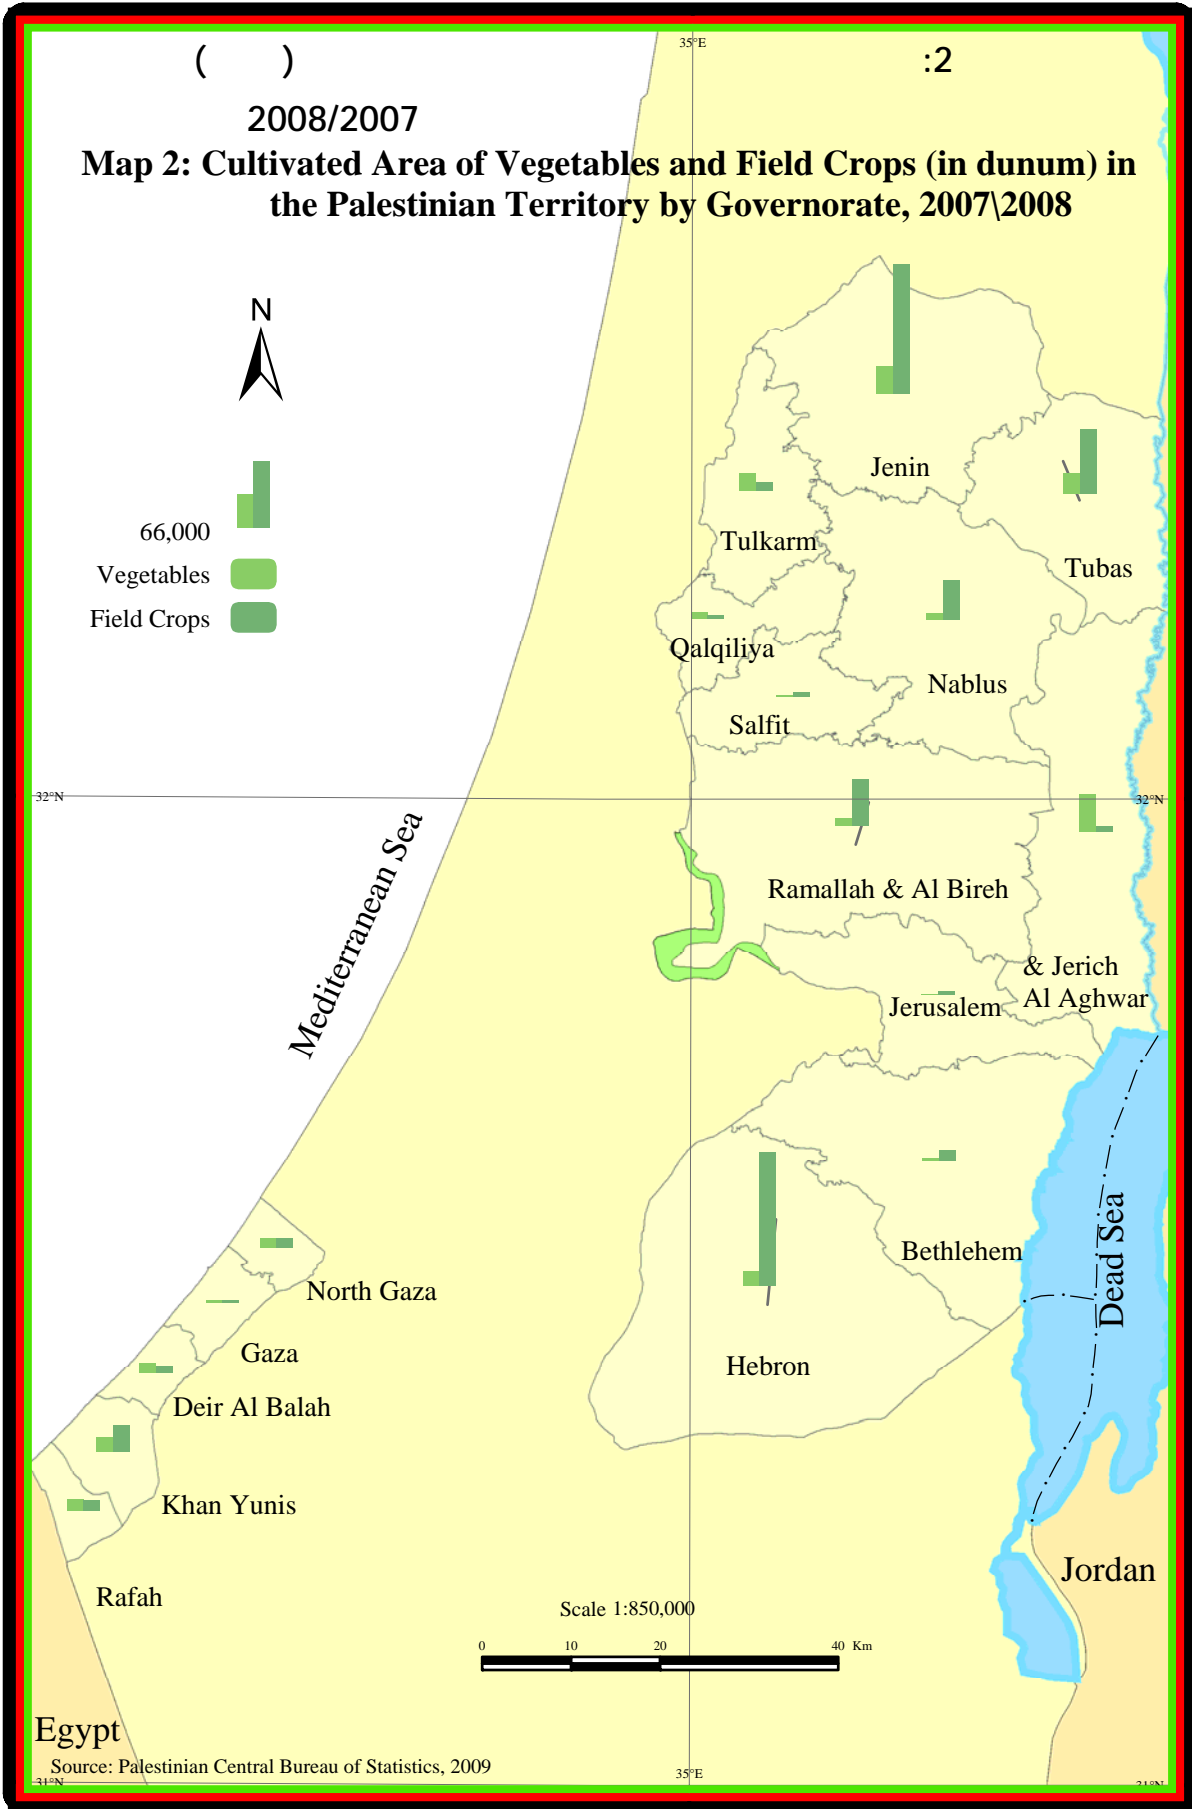 ( ) :2
2008/2007
Map 2: Cultivated Area of Vegetables and Field Crops (in dunum) in
the Palestinian Territory by Governorate, 2007\2008
35°E
N
66,000
Vegetables
Field Crops
Jenin
Tulkarm
Tubas
Qalqiliya
Nablus
Salfit
32°N
32°N
Mediterranean Sea
Ramallah & Al Bireh
& Jerich
Al Aghwar
Jerusalem
Bethlehem
Dead Sea
North Gaza
Gaza
Hebron
Deir Al Balah
Khan Yunis
Rafah
Jordan
Scale 1:850,000
0 10 20 40 Km
Egypt
Source: Palestinian Central Bureau of Statistics, 2009
35°E
31°N
31°N